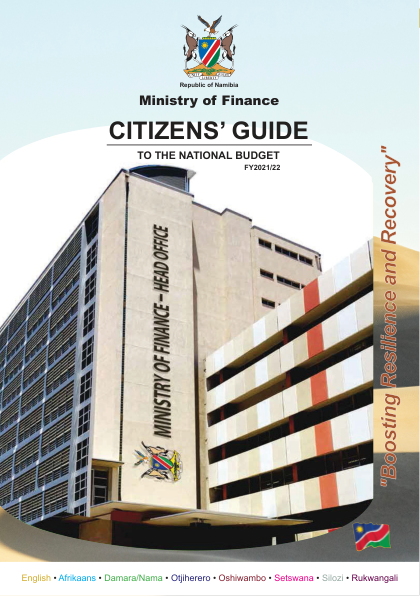 Republic of Namibia
Ministry of Finance
CITIZENS' GUIDE
TO THE NATIONAL BUDGET
FY2021/22
MINISTRY OF FINANCE – HEAD OFFICE
"Boosting Resilience and Recovery"
English • Afrikaans • Damara/Nama • Otjiherero • Oshiwambo • Setswana • Silozi • Rukwangali